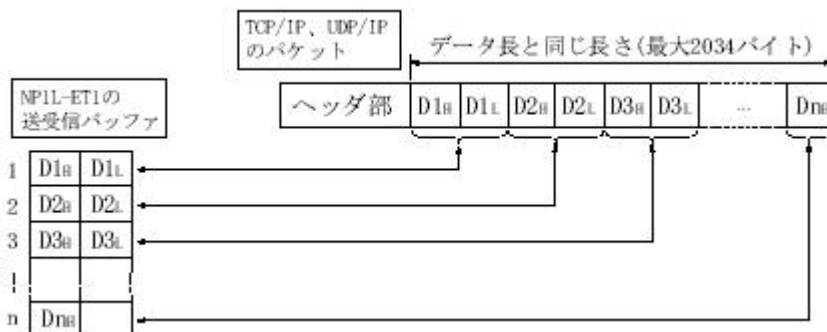 TCP/IP、UDP/IP
のパケット
データ長と同じ長さ(最大2034バイト)
NP1L-ET1の
送受信バッファ
ヘッダ部 D1H D1L D2H D2L D3H D3L … DnH
1 D1H D1L
2 D2H D2L
3 D3H D3L
n DnH